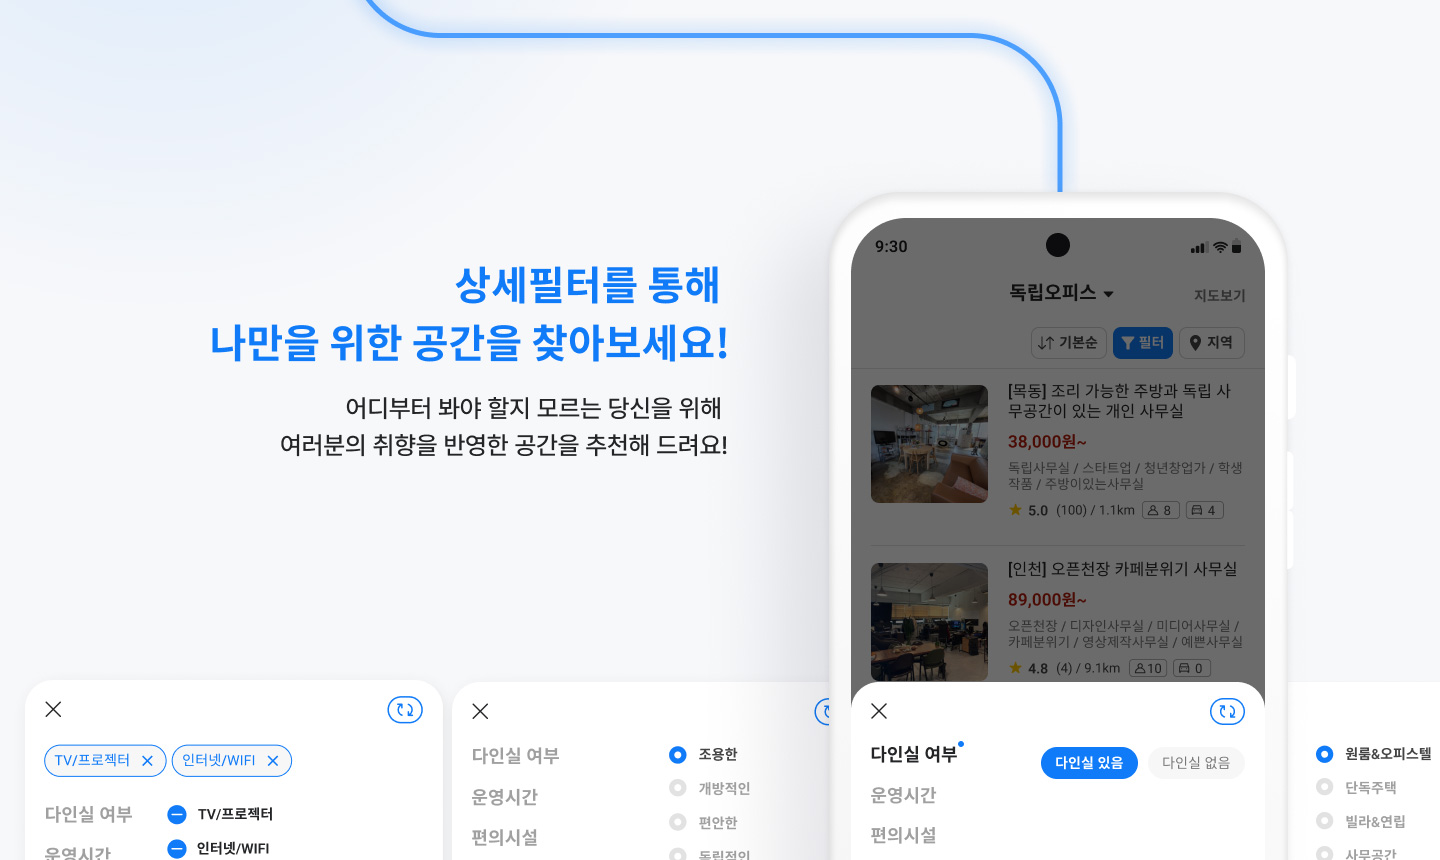 상세필터를 통해
나만을 위한 공간을 찾아보세요!
어디부터 봐야 할지 모르는 당신을 위해
여러분의 취향을 반영한 공간을 추천해 드려요!
9:30
독립오피스
지도보기
기본순
필터
지역
[목동] 조리 가능한 주방과 독립 사
무공간이 있는 개인 사무실
38,000원~
독립사무실 / 스타트업 / 청년창업가 / 학생
작품 / 주방이있는사무실
5.0 (100) / 1.1km 8 4
[인천] 오픈천장 카페분위기 사무실
89,000원~
오픈천장 / 디자인사무실 / 미디어사무실 /
카페분위기 / 영상제작사무실 / 예쁜사무실
4.8 (4) / 9.1km 10 0
TV/프로젝터
인터넷/WIFI
다인실 여부
운영시간
TV/프로젝터
인터넷/WIFI
다인실 여부
운영시간
편의시설
조용한
개방적인
편안한
독립적인
다인실 여부
운영시간
편의시설
다인실 있음
다인실 없음
원룸&오피스텔
단독주택
빌라&연립
사무공간